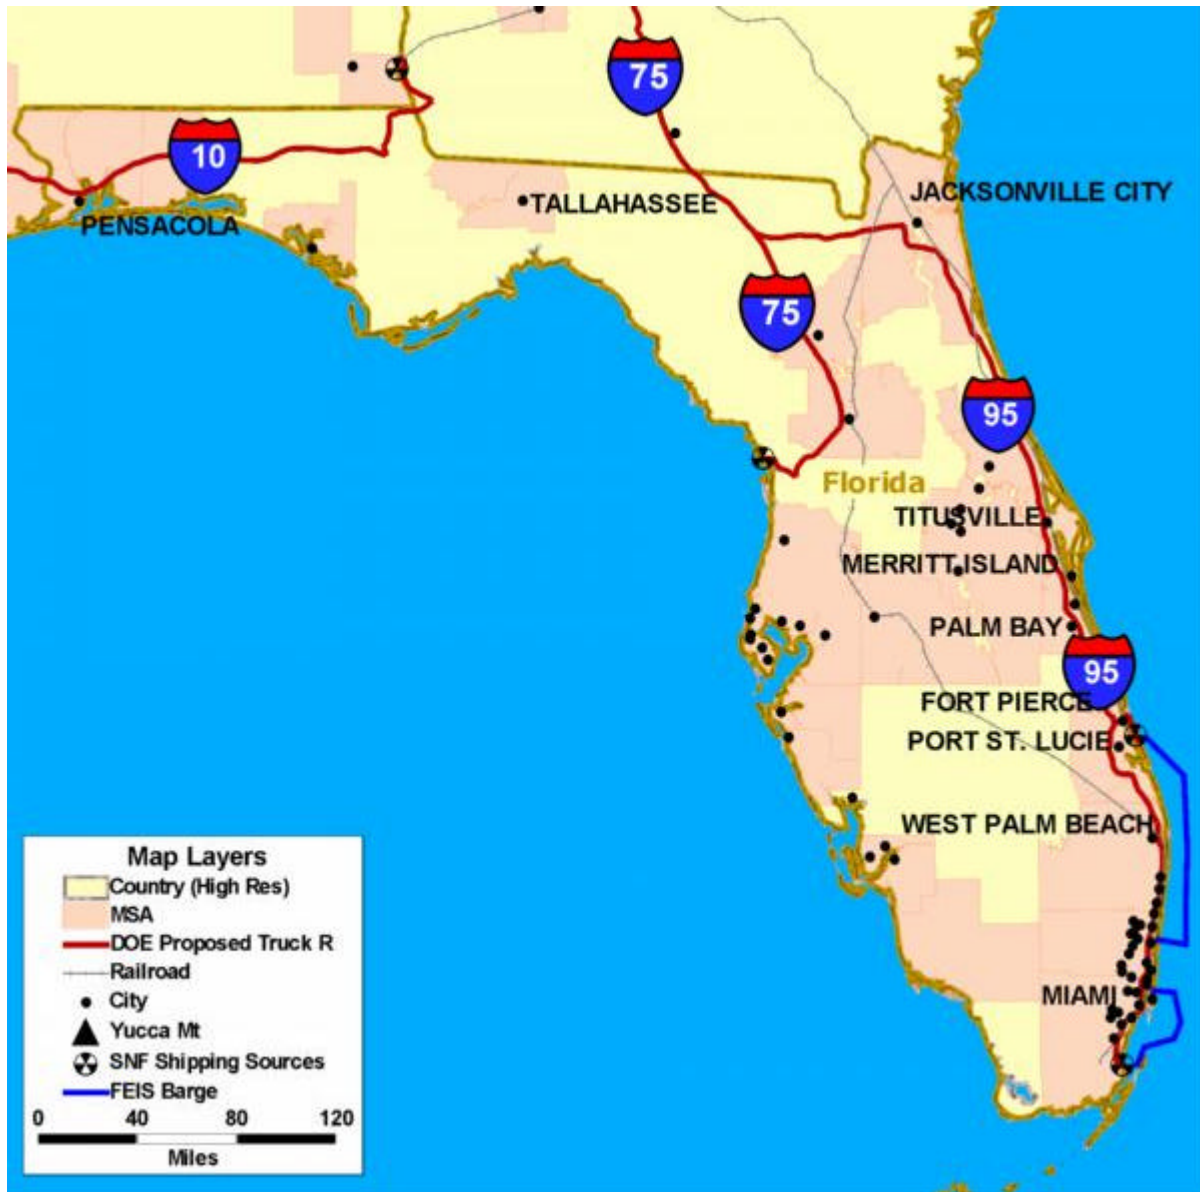 75
10
JACKSONVILLE CITY
TALLAHASSEE
PENSACOLA
75
95
Florida
TITUSVILLE
MERRITT ISLAND
PALM BAY
95
FORT PIERCE
PORT ST. LUCIE
WEST PALM BEACH
MIAMI
Map Layers
Country (High Res)
MSA
DOE Proposed Truck R
Railroad
City
Yucca Mt
SNF Shipping Sources
FEIS Barge
0 40 80 120
Miles